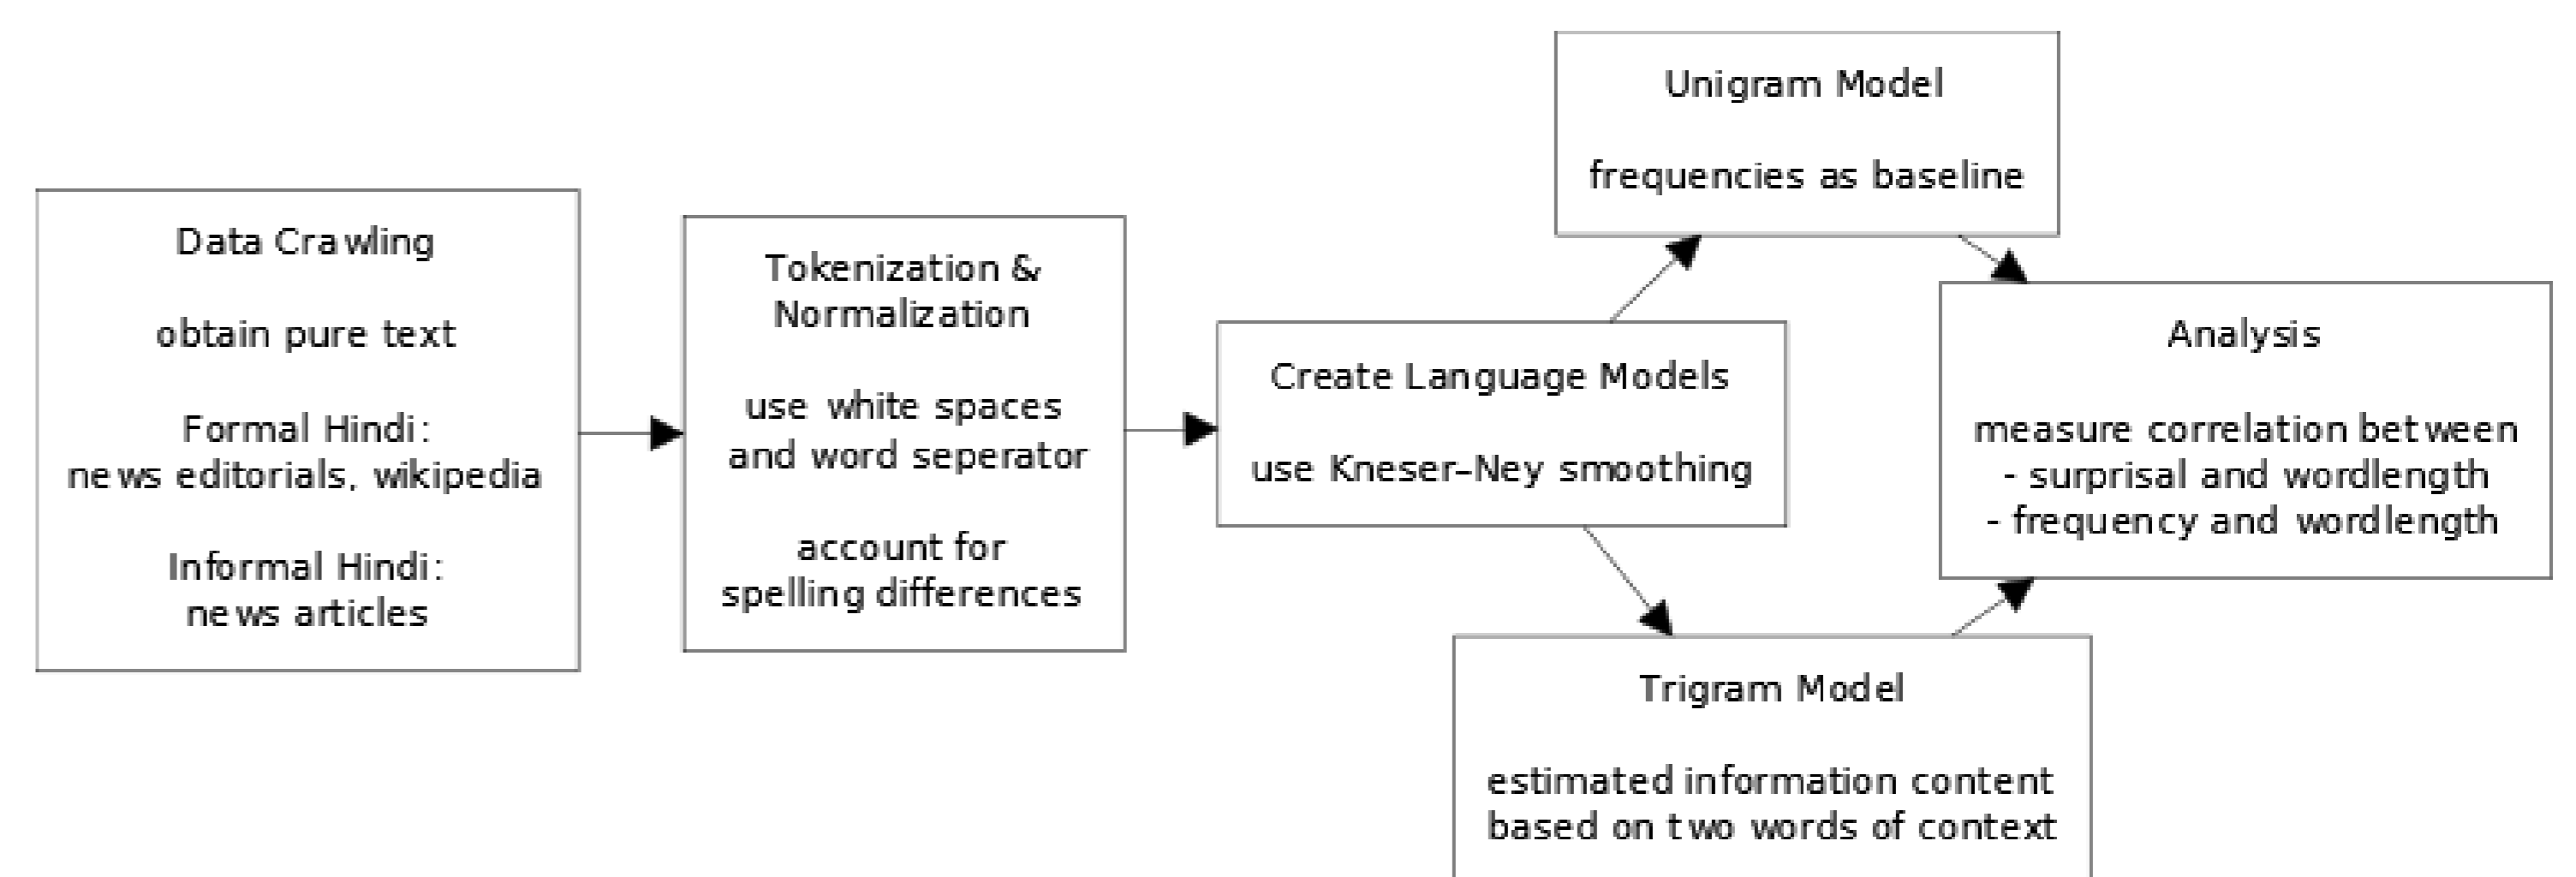 Data Crawling
obtain pure text
Formal Hindi:
news editorials, wikipedia
Informal Hindi:
news articles
Tokenization &
Normalization
use white spaces
and word seperator
account for
spelling differences
Create Language Models
use Kneser–Ney smoothing
Unigram Model
frequencies as baseline
Trigram Model
estimated information content
based on two words of context
Analysis
measure correlation between
- surprisal and wordlength
- frequency and wordlength